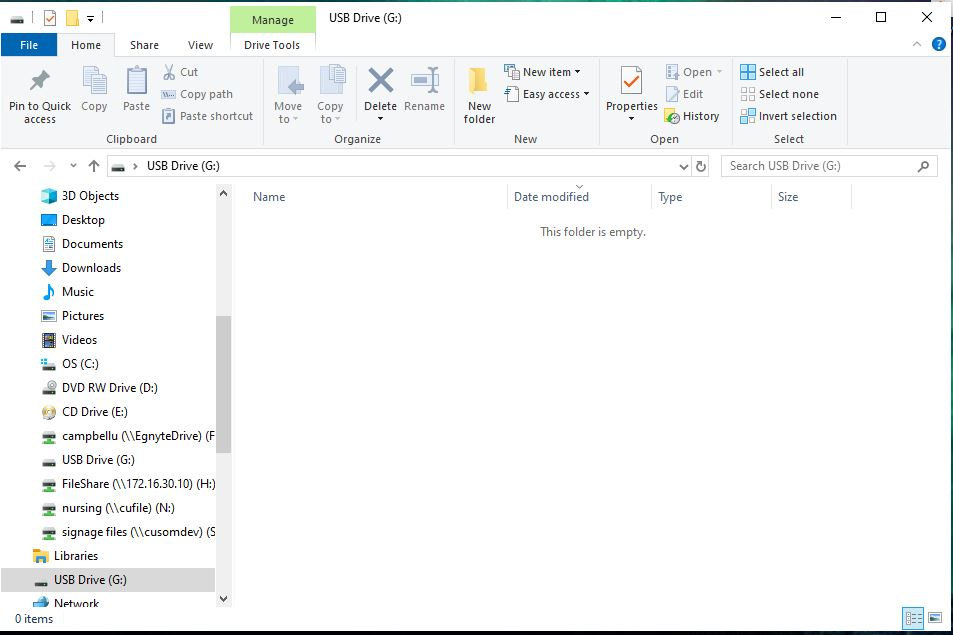 Manage
USB Drive (G:)
File
Home
Share
View
Drive Tools
Pin to Quick access
Copy
Paste
Cut
Copy path
Paste shortcut
Clipboard
Move to
Copy to
Delete
Rename
Organize
New folder
New item
Easy access
New
Properties
Open
Edit
History
Open
Select all
Select none
Invert selection
Select
USB Drive (G:)
Search USB Drive (G:)
3D Objects
Desktop
Documents
Downloads
Music
Pictures
Videos
OS (C:)
DVD RW Drive (D:)
CD Drive (E:)
campbellu (\\EgnyteDrive) (F
USB Drive (G:)
FileShare (\\172.16.30.10) (H:)
nursing (\\cufile) (N:)
signage files (\\cusomdev) (S
Libraries
USB Drive (G:)
Network
Name
Date modified
Type
Size
This folder is empty.
0 items